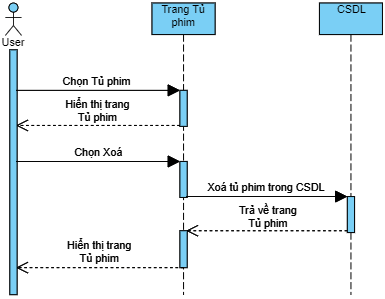 Trang Tủ
phim
CSDL
User
Chọn Tủ phim
Hiển thị trang
Tủ phim
Chọn Xoá
Xoá tủ phim trong CSDL
Trả về trang
Tủ phim
Hiển thị trang
Tủ phim